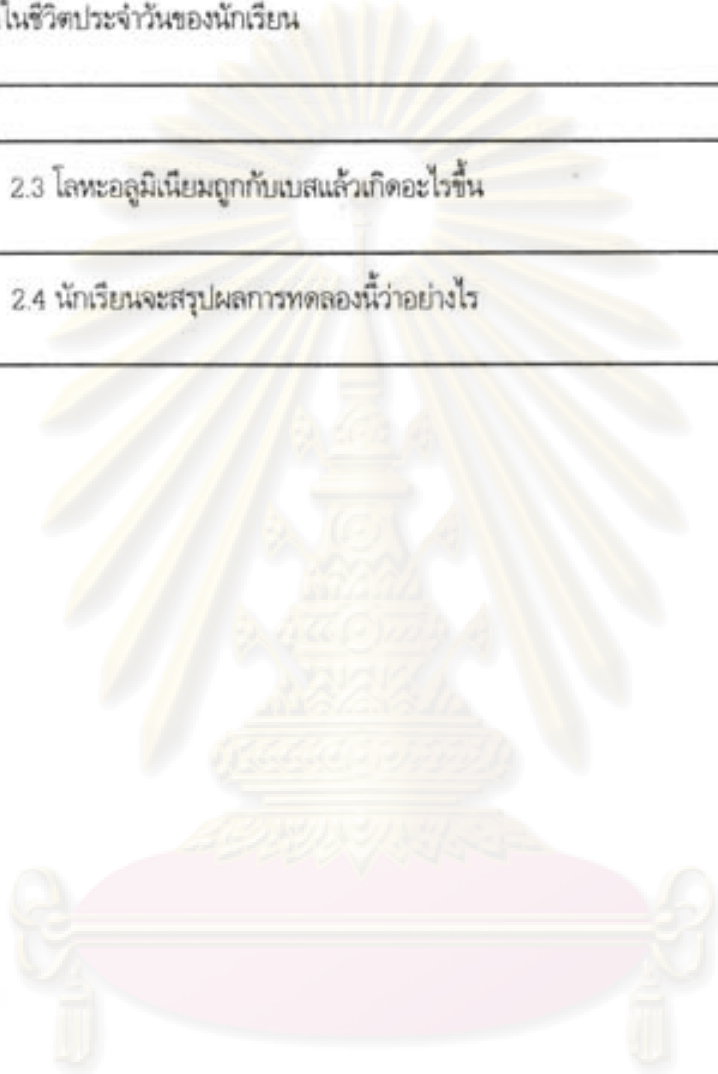 ในชีวิตประจำวันของนักเรียน
2.3 โลหะอลูมิเนียมถูกกับเบสแล้วเกิดอะไรขึ้น
2.4 นักเรียนจะสรุปผลการทดลองนี้ว่าอย่างไร